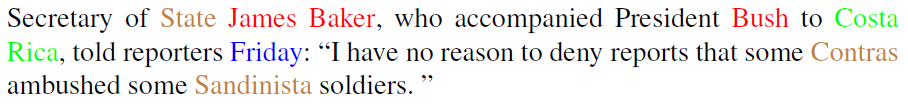 Secretary of State James Baker, who accompanied President Bush to Costa
Rica, told reporters Friday: “I have no reason to deny reports that some Contras
ambushed some Sandinista soldiers. ”